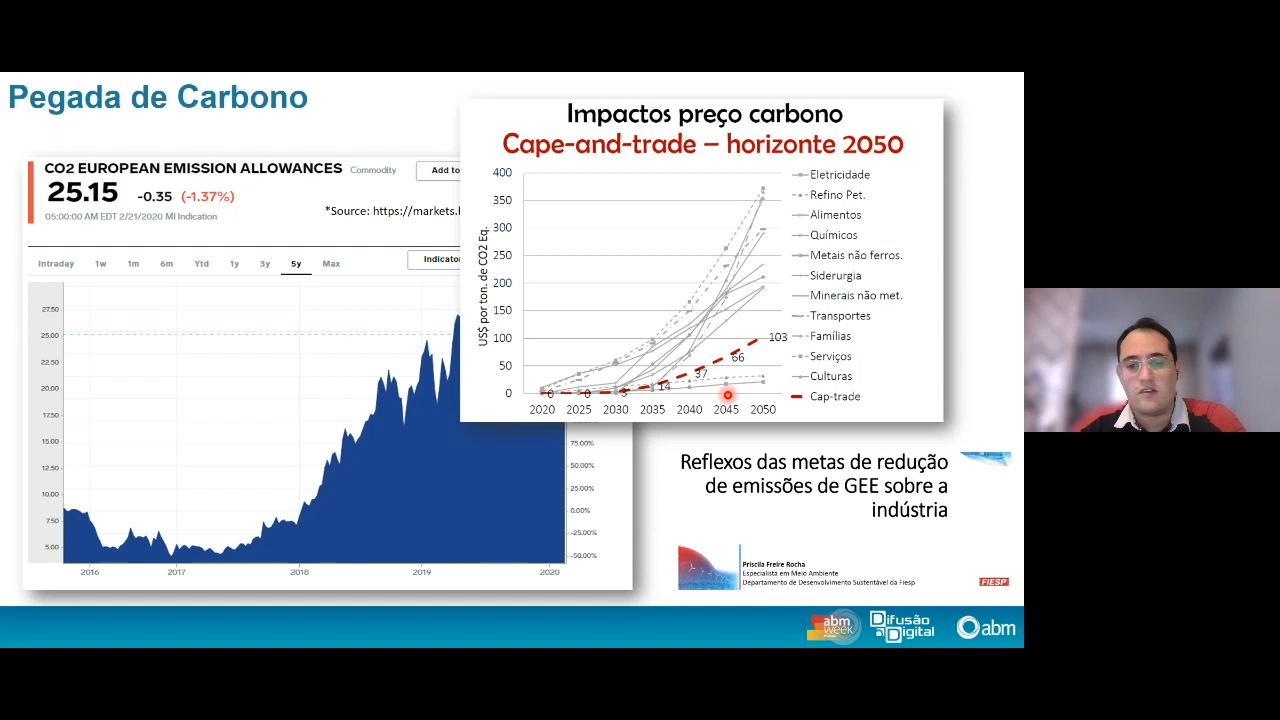 Pegada de Carbono
CO2 EUROPEAN EMISSION ALLOWANCES Commodity
Add to
25.15 -0.35 (-1.37%)
05:00:00 AM EDT 2/21/2020 MI Indication
*Source: https://markets.
Intraday 1w 1m 6m Ytd 1y 3y 5y Max
Indicator
27.50
25.00
22.50
20.00
17.50
15.00
12.50
10.00
7.50
5.00
75.00%
50.00%
25.00%
0.00%
-25.00%
-50.00%
2016 2017 2018 2019 2020
Impactos preço carbono
Cape-and-trade – horizonte 2050
US$ por ton. de CO2 Eq.
400
350
300
250
200
150
100
50
0
0 0 3 14 37 66 103
2020 2025 2030 2035 2040 2045 2050
Eletricidade
Refino Pet.
Alimentos
Químicos
Metais não ferros.
Siderurgia
Minerais não met.
Transportes
Famílias
Serviços
Culturas
Cap-trade
Reflexos das metas de redução
de emissões de GEE sobre a
indústria
Priscila Freire Rocha
Especialista em Meio Ambiente
Departamento de Desenvolvimento Sustentável da Fiesp
FIESP
abm
week
Difusão
Digital
abm